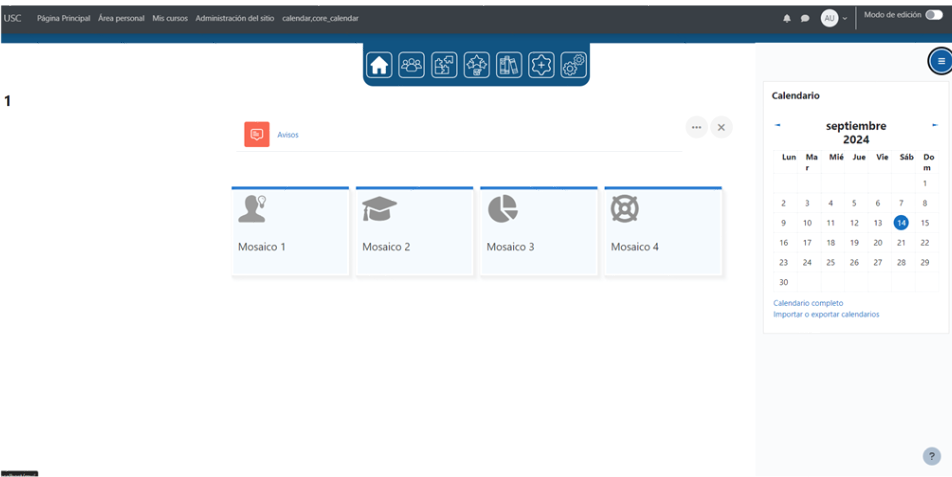 USC Página Principal Área personal Mis cursos Administración del sitio calendar,core_calendar AU Modo de edición
1
Avisos
Mosaico 1 Mosaico 2 Mosaico 3 Mosaico 4
Calendario
septiembre
2024
Lun Ma Mié Jue Vie Sáb Do
r m
1
2 3 4 5 6 7 8
9 10 11 12 13 14 15
16 17 18 19 20 21 22
23 24 25 26 27 28 29
30
Calendario completo
Importar o exportar calendarios
?